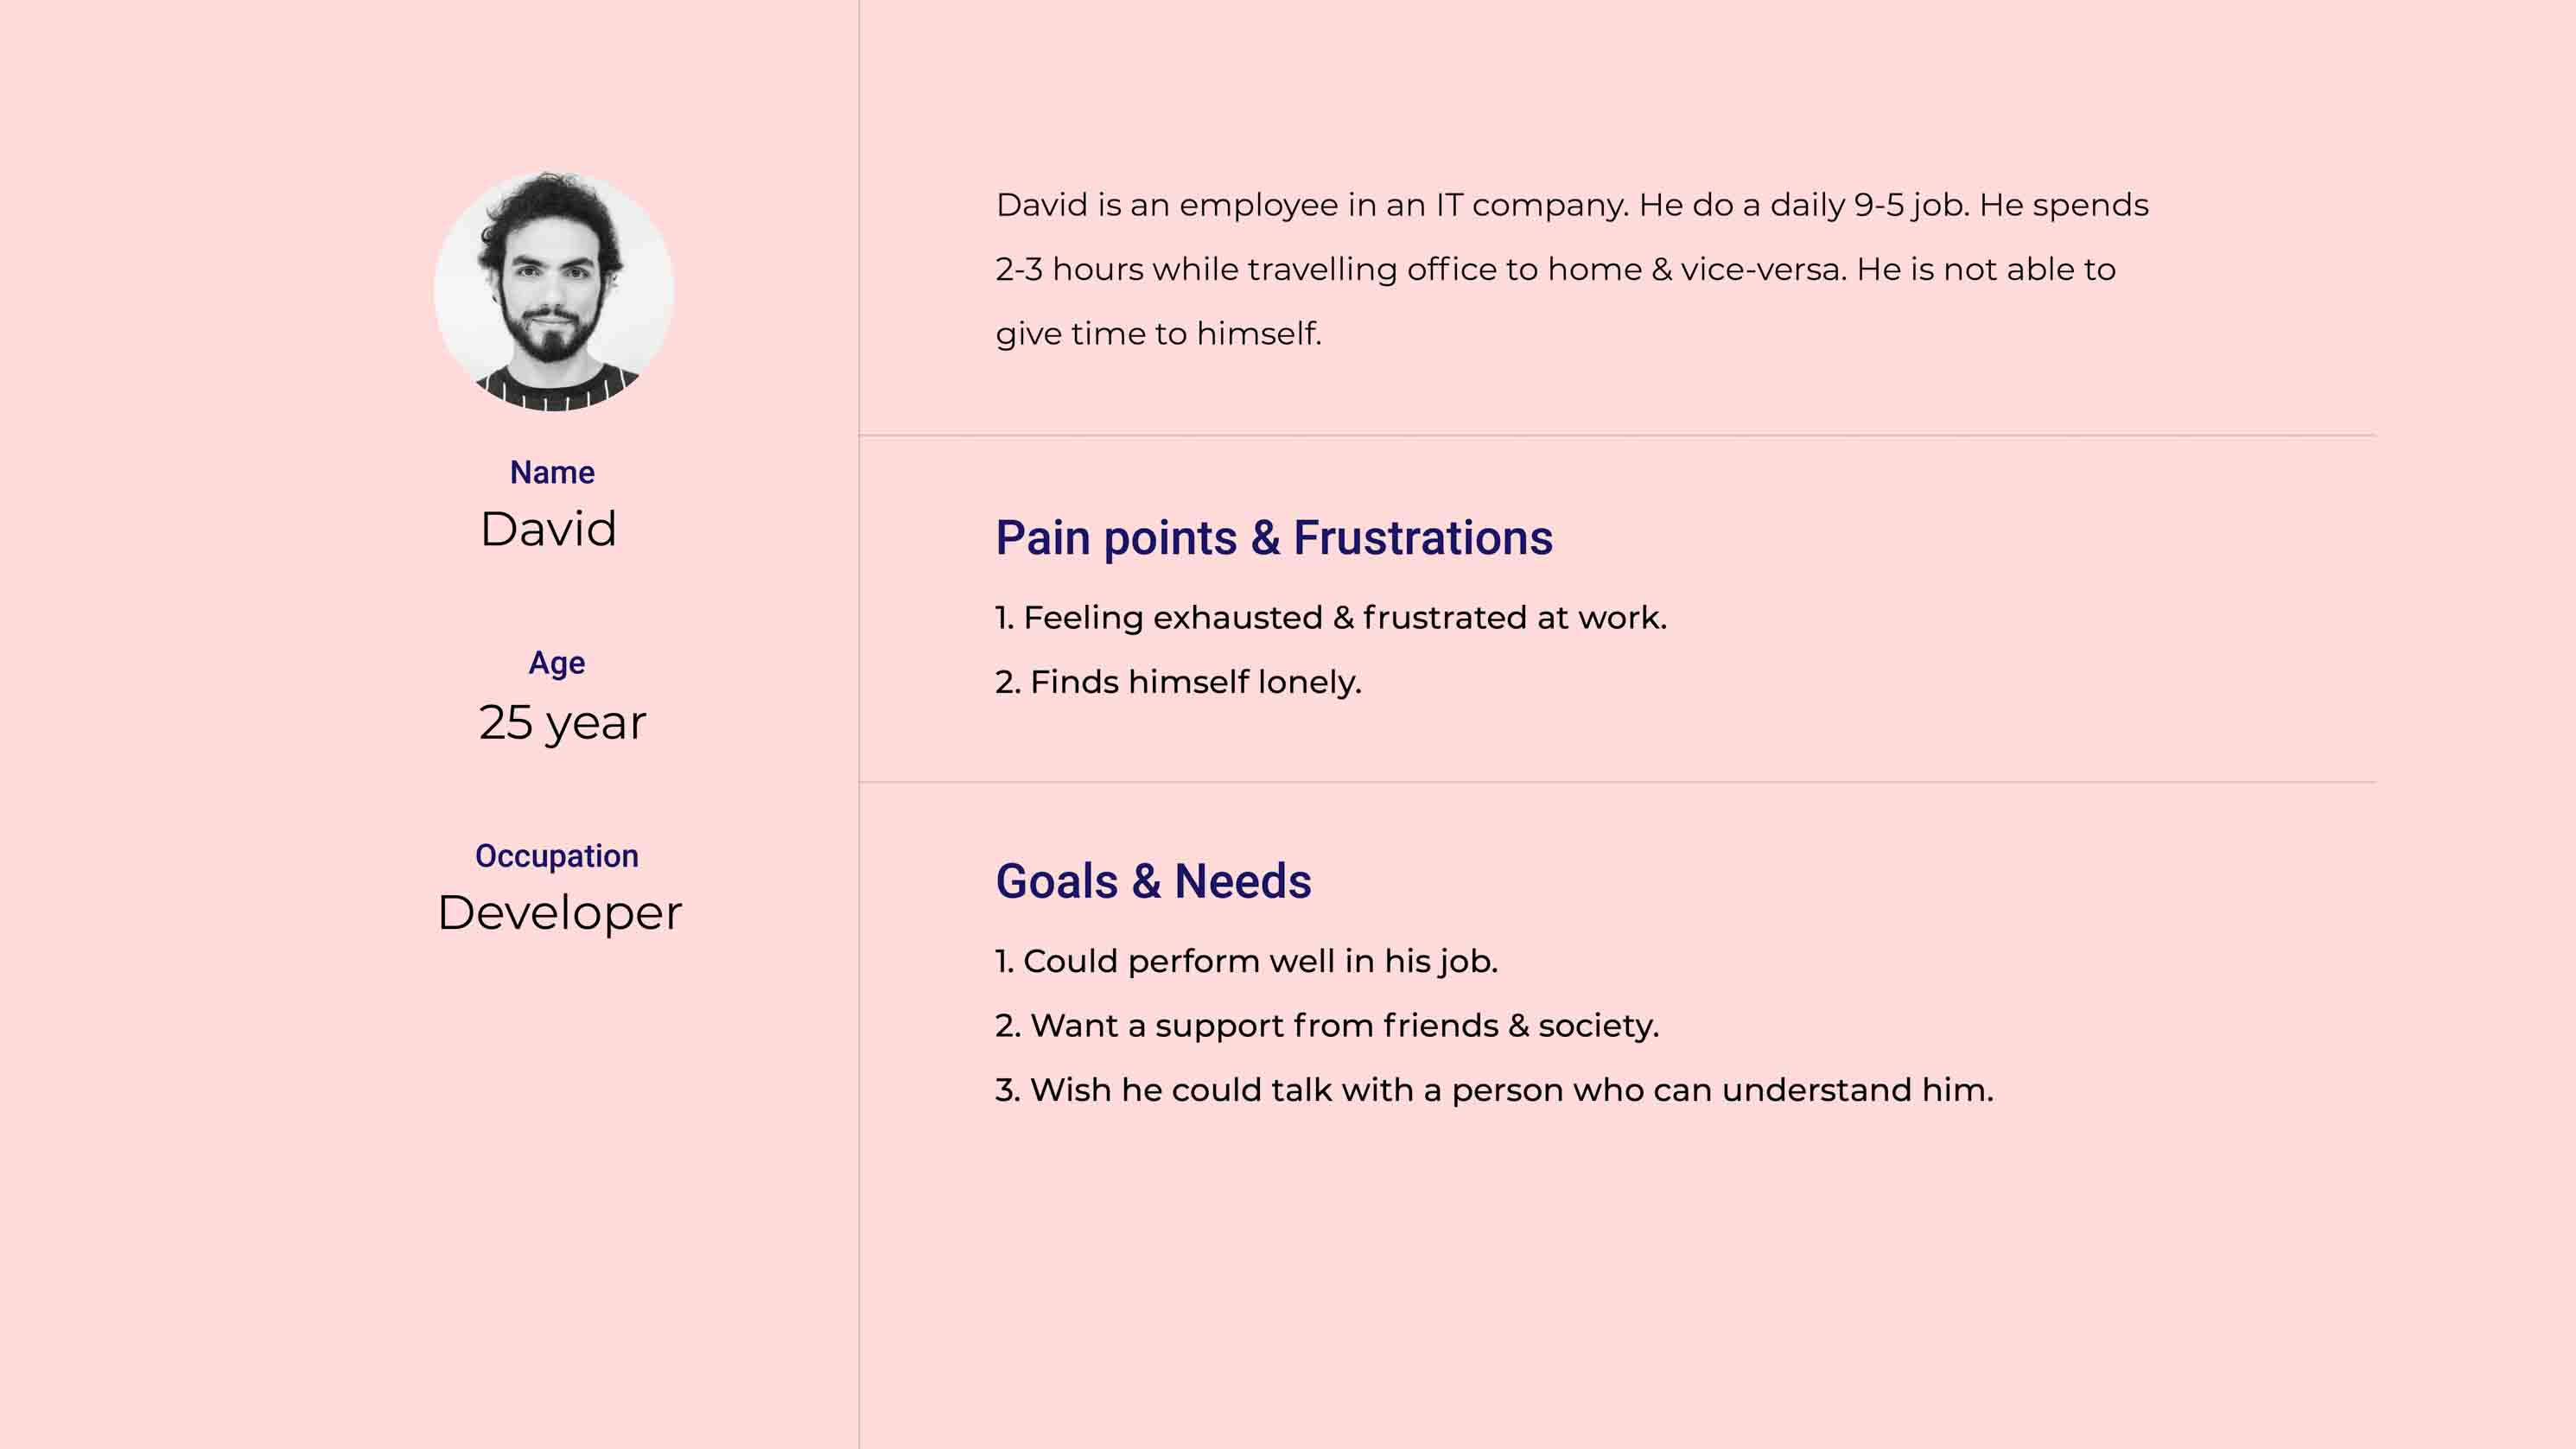 Name
David
Age
25 year
Occupation
Developer
David is an employee in an IT company. He do a daily 9-5 job. He spends
2-3 hours while travelling office to home & vice-versa. He is not able to
give time to himself.
Pain points & Frustrations
1. Feeling exhausted & frustrated at work.
2. Finds himself lonely.
Goals & Needs
1. Could perform well in his job.
2. Want a support from friends & society.
3. Wish he could talk with a person who can understand him.